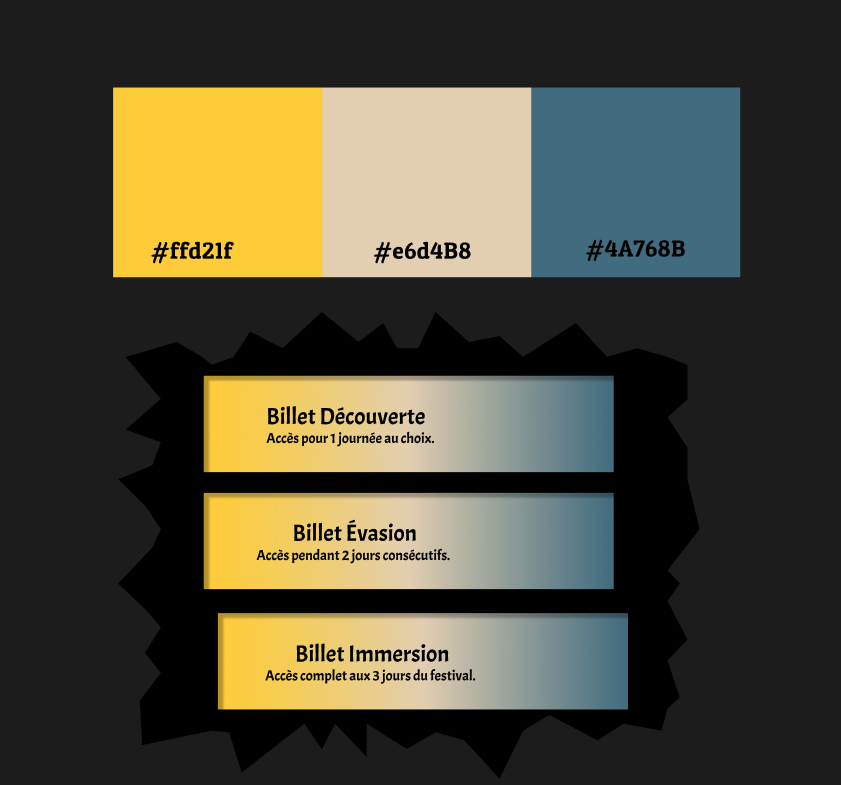 #ffd21f
#e6d4B8
#4A768B
Billet Découverte
Accès pour 1 journée au choix.
Billet Évasion
Accès pendant 2 jours consécutifs.
Billet Immersion
Accès complet aux 3 jours du festival.